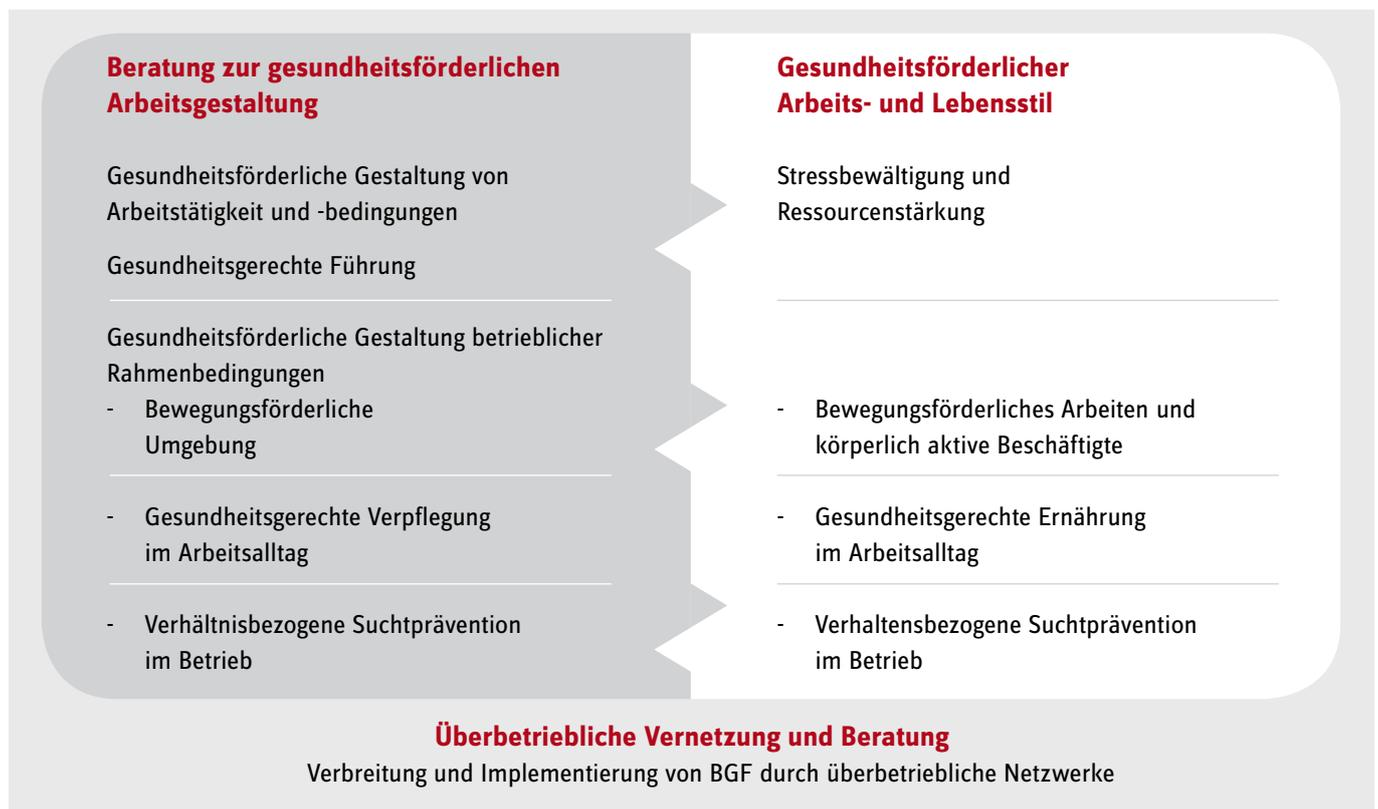 Beratung zur gesundheitsförderlichen
Arbeitsgestaltung
Gesundheitsförderliche Gestaltung von
Arbeitstätigkeit und -bedingungen
Gesundheitsgerechte Führung
Gesundheitsförderliche Gestaltung betrieblicher
Rahmenbedingungen
- Bewegungsförderliche
Umgebung
- Gesundheitsgerechte Verpflegung
im Arbeitsalltag
- Verhältnisbezogene Suchtprävention
im Betrieb
Gesundheitsförderlicher
Arbeits- und Lebensstil
Stressbewältigung und
Ressourcenstärkung
- Bewegungsförderliches Arbeiten und
körperlich aktive Beschäftigte
- Gesundheitsgerechte Ernährung
im Arbeitsalltag
- Verhaltensbezogene Suchtprävention
im Betrieb
Überbetriebliche Vernetzung und Beratung
Verbreitung und Implementierung von BGF durch überbetriebliche Netzwerke